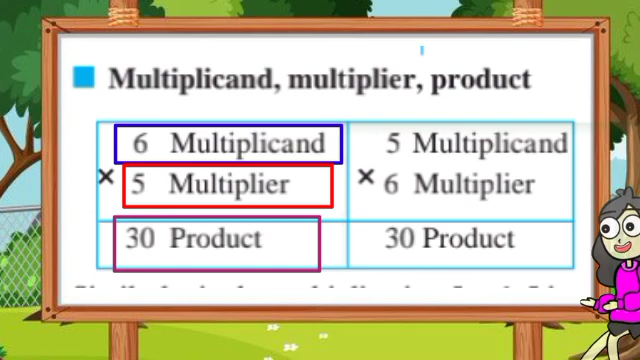 Multiplicand, multiplier, product
6 Multiplicand
× 5 Multiplier
30 Product
5 Multiplicand
× 6 Multiplier
30 Product